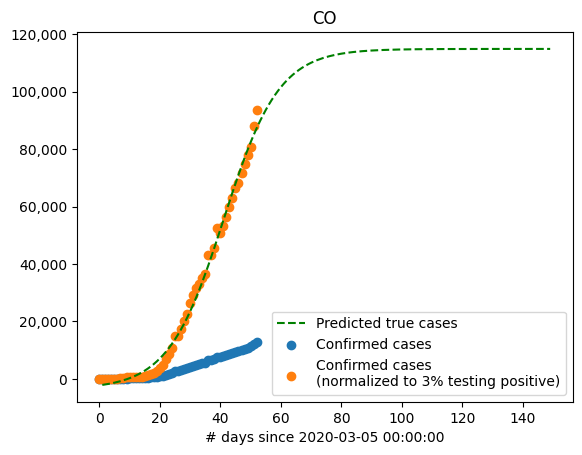 CO
120,000
100,000
80,000
60,000
40,000
20,000
0
0 20 40 60 80 100 120 140
# days since 2020-03-05 00:00:00
Predicted true cases
Confirmed cases
Confirmed cases
(normalized to 3% testing positive)